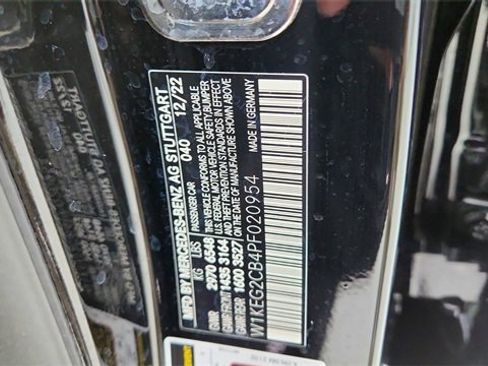 MFD BY MERCEDES-BENZ AG STUTTGART
PASSENGER CAR 040 12/22
KG LBS
GVWR 2970 6548
GAWR FRONT 1435 3164
GAWR REAR 1600 3527
THIS VEHICLE CONFORMS TO ALL APPLICABLE
U.S. FEDERAL MOTOR VEHICLE SAFETY, BUMPER
AND THEFT PREVENTION STANDARDS IN EFFECT
ON THE DATE OF MANUFACTURE SHOWN ABOVE.
W1KEG2CB4PF020954
MADE IN GERMANY